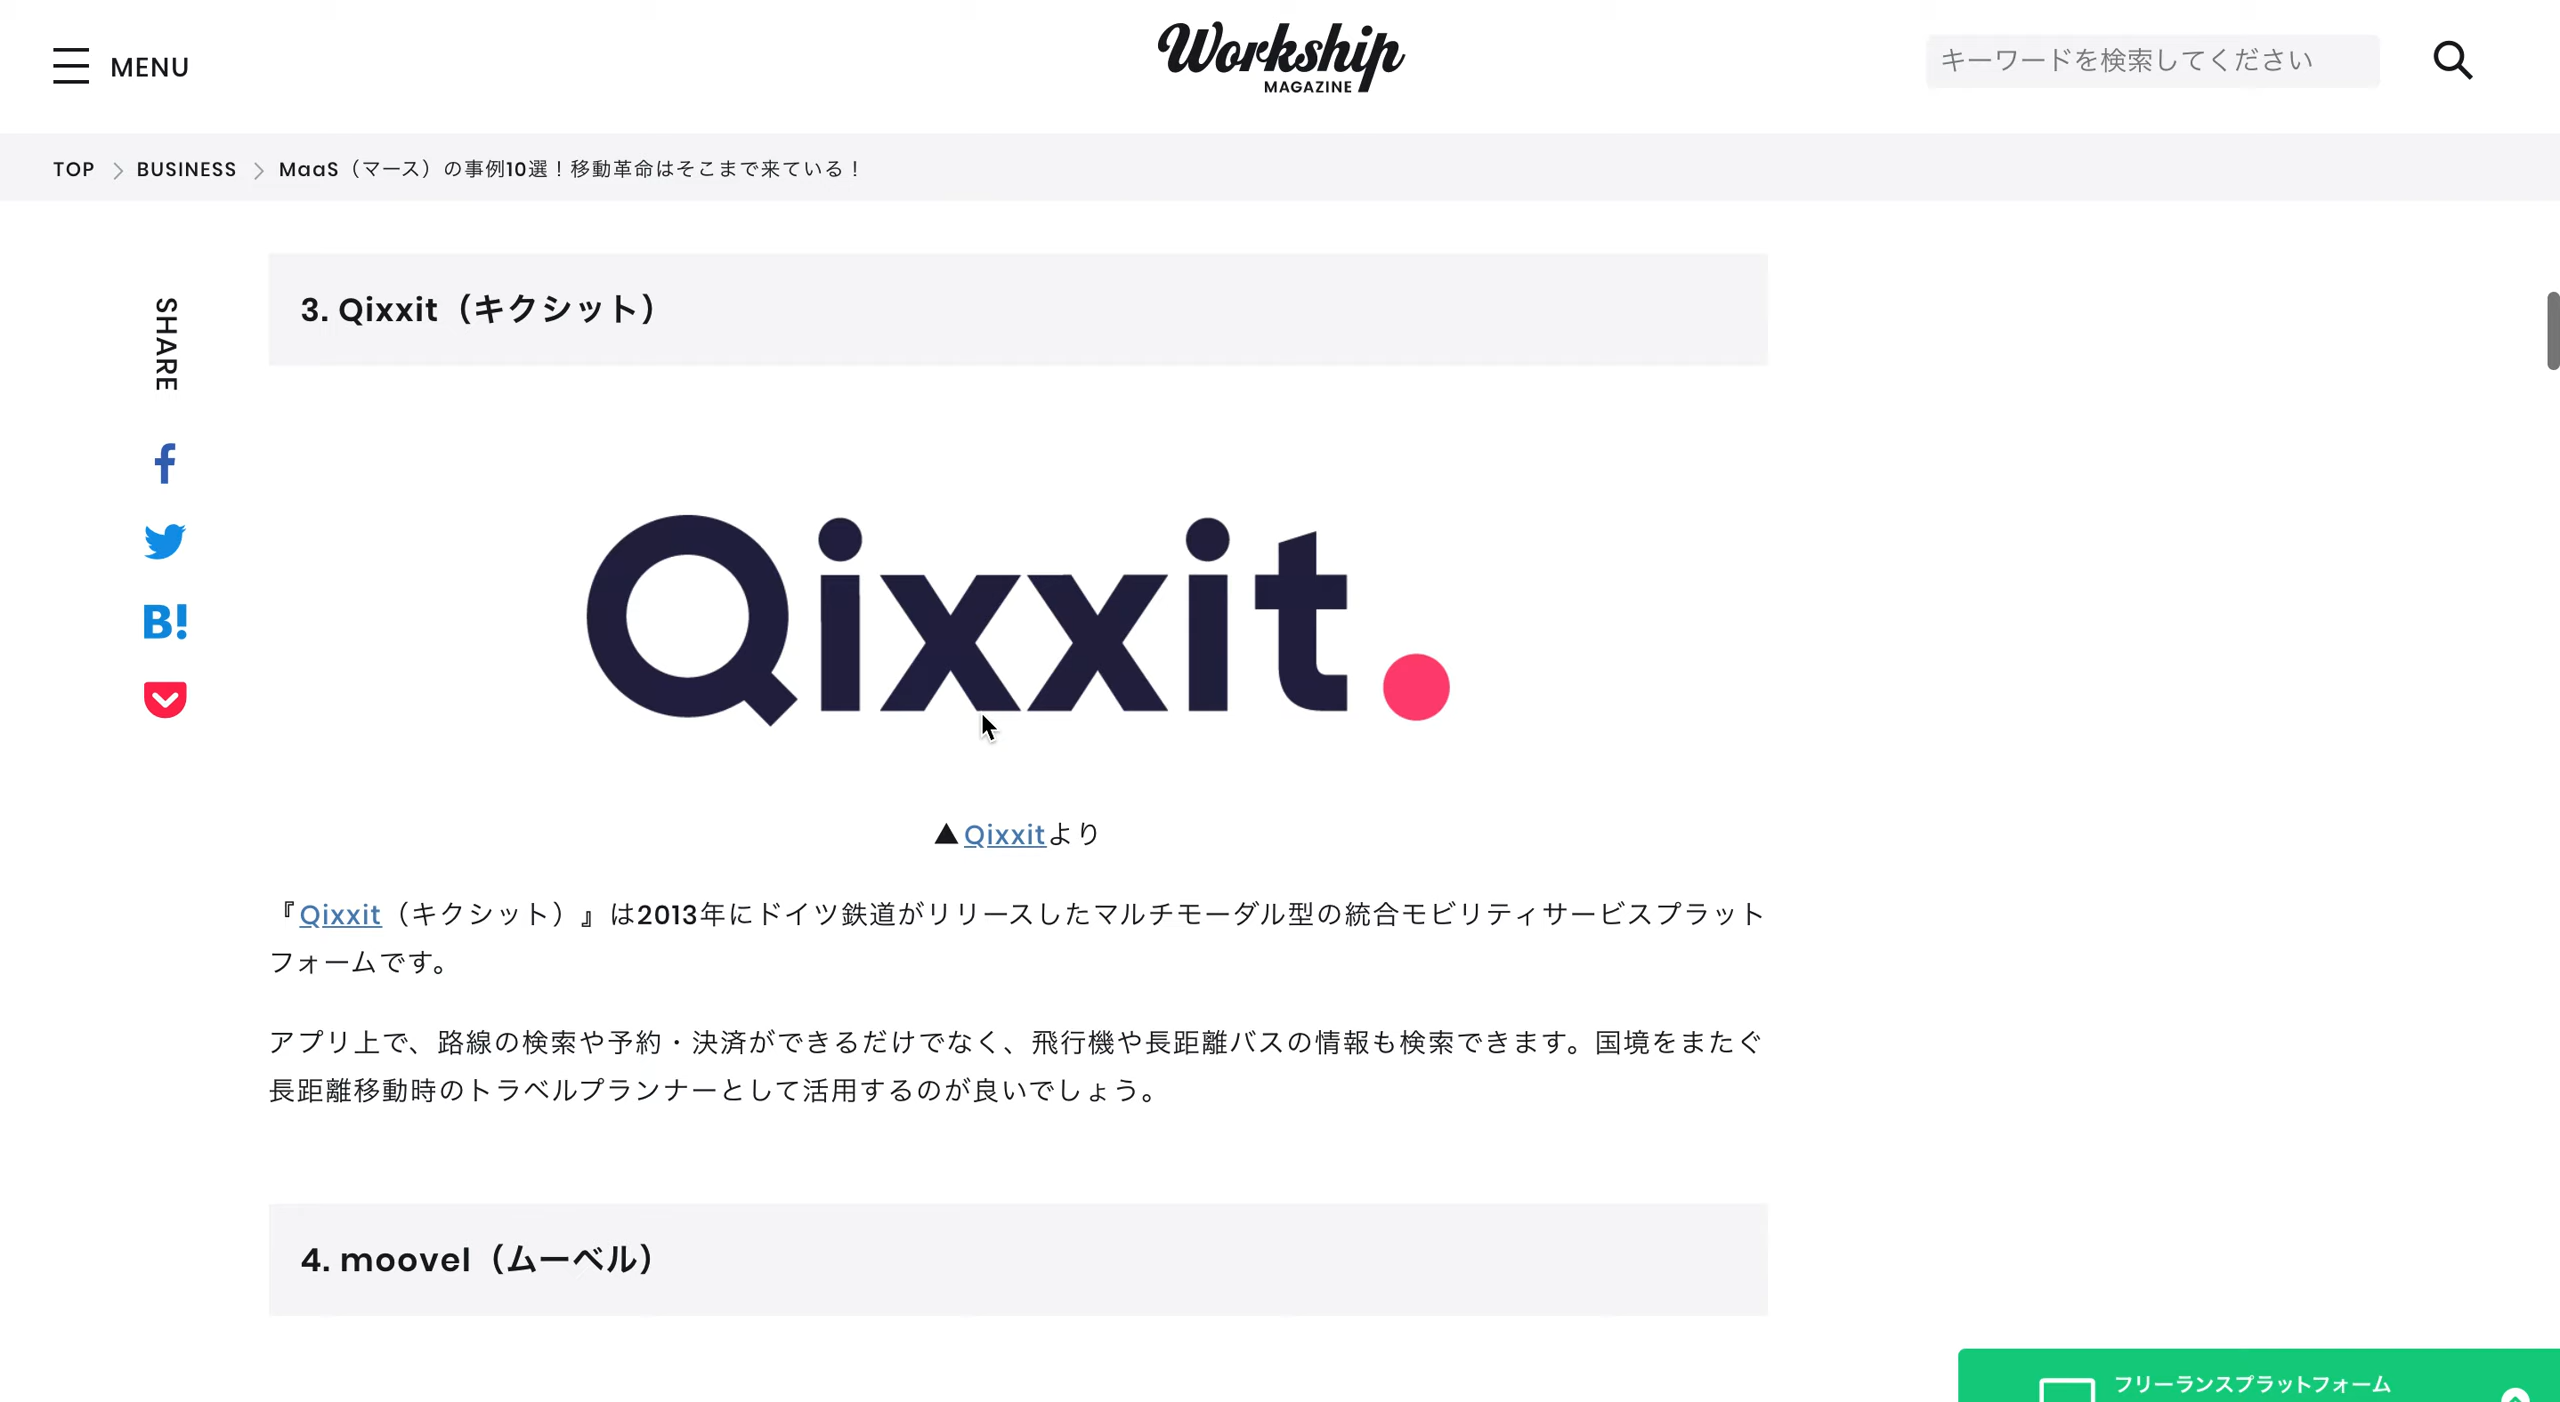 MENU
Workship
MAGAZINE
キーワードを検索してください
TOP > BUSINESS > MaaS（マース）の事例10選！移動革命はそこまで来ている！
SHARE
B!
3. Qixxit（キクシット）
Qixxit.
▲Qixxitより
『Qixxit（キクシット）』は2013年にドイツ鉄道がリリースしたマルチモーダル型の統合モビリティサービスプラット
フォームです。
アプリ上で、路線の検索や予約・決済ができるだけでなく、飛行機や長距離バスの情報も検索できます。国境をまたぐ
長距離移動時のトラベルプランナーとして活用するのが良いでしょう。
4. moovel（ムーベル）
フリーランスプラットフォーム